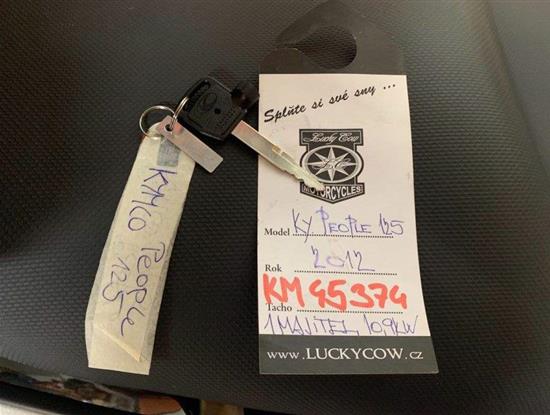 KYMCO PEOPLE
125
Splňte si své sny ...
Lucky Cow
MOTORCYCLES
Model KY. PEOPLE 125
Rok 2012
KM 45374
Tacho
1 MAJITEL 10,9KW
www.LUCKYCOW.cz